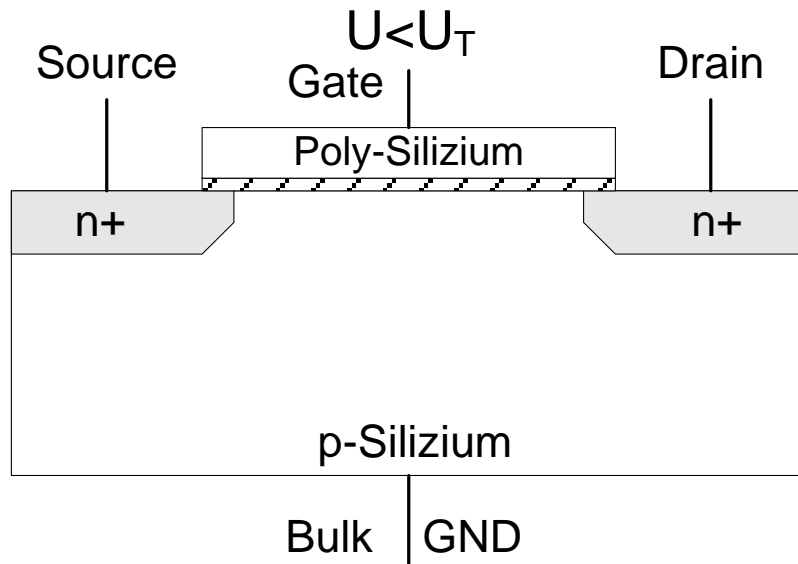 U<U_T
Source
Gate
Drain
Poly-Silizium
n+
n+
p-Silizium
Bulk
GND